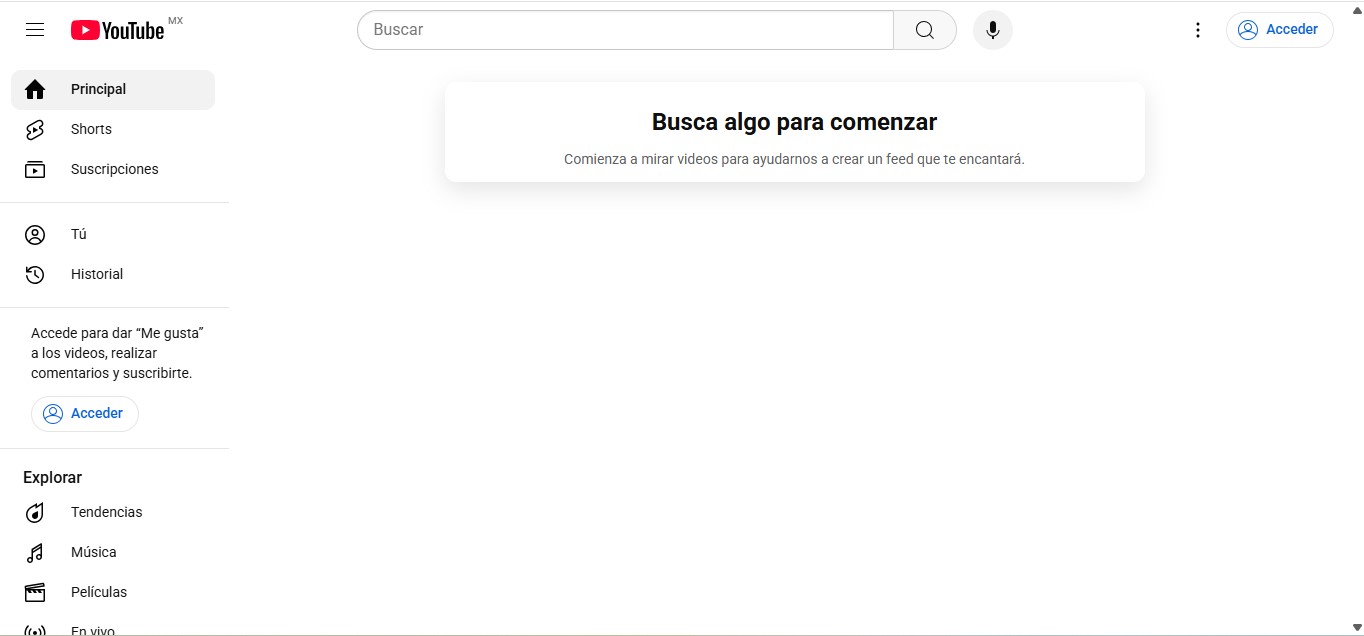 YouTube MX
Buscar
Acceder
Principal
Shorts
Suscripciones
Tú
Historial
Accede para dar “Me gusta”
a los videos, realizar
comentarios y suscribirte.
Acceder
Explorar
Tendencias
Música
Películas
En vivo
Busca algo para comenzar
Comienza a mirar videos para ayudarnos a crear un feed que te encantará.